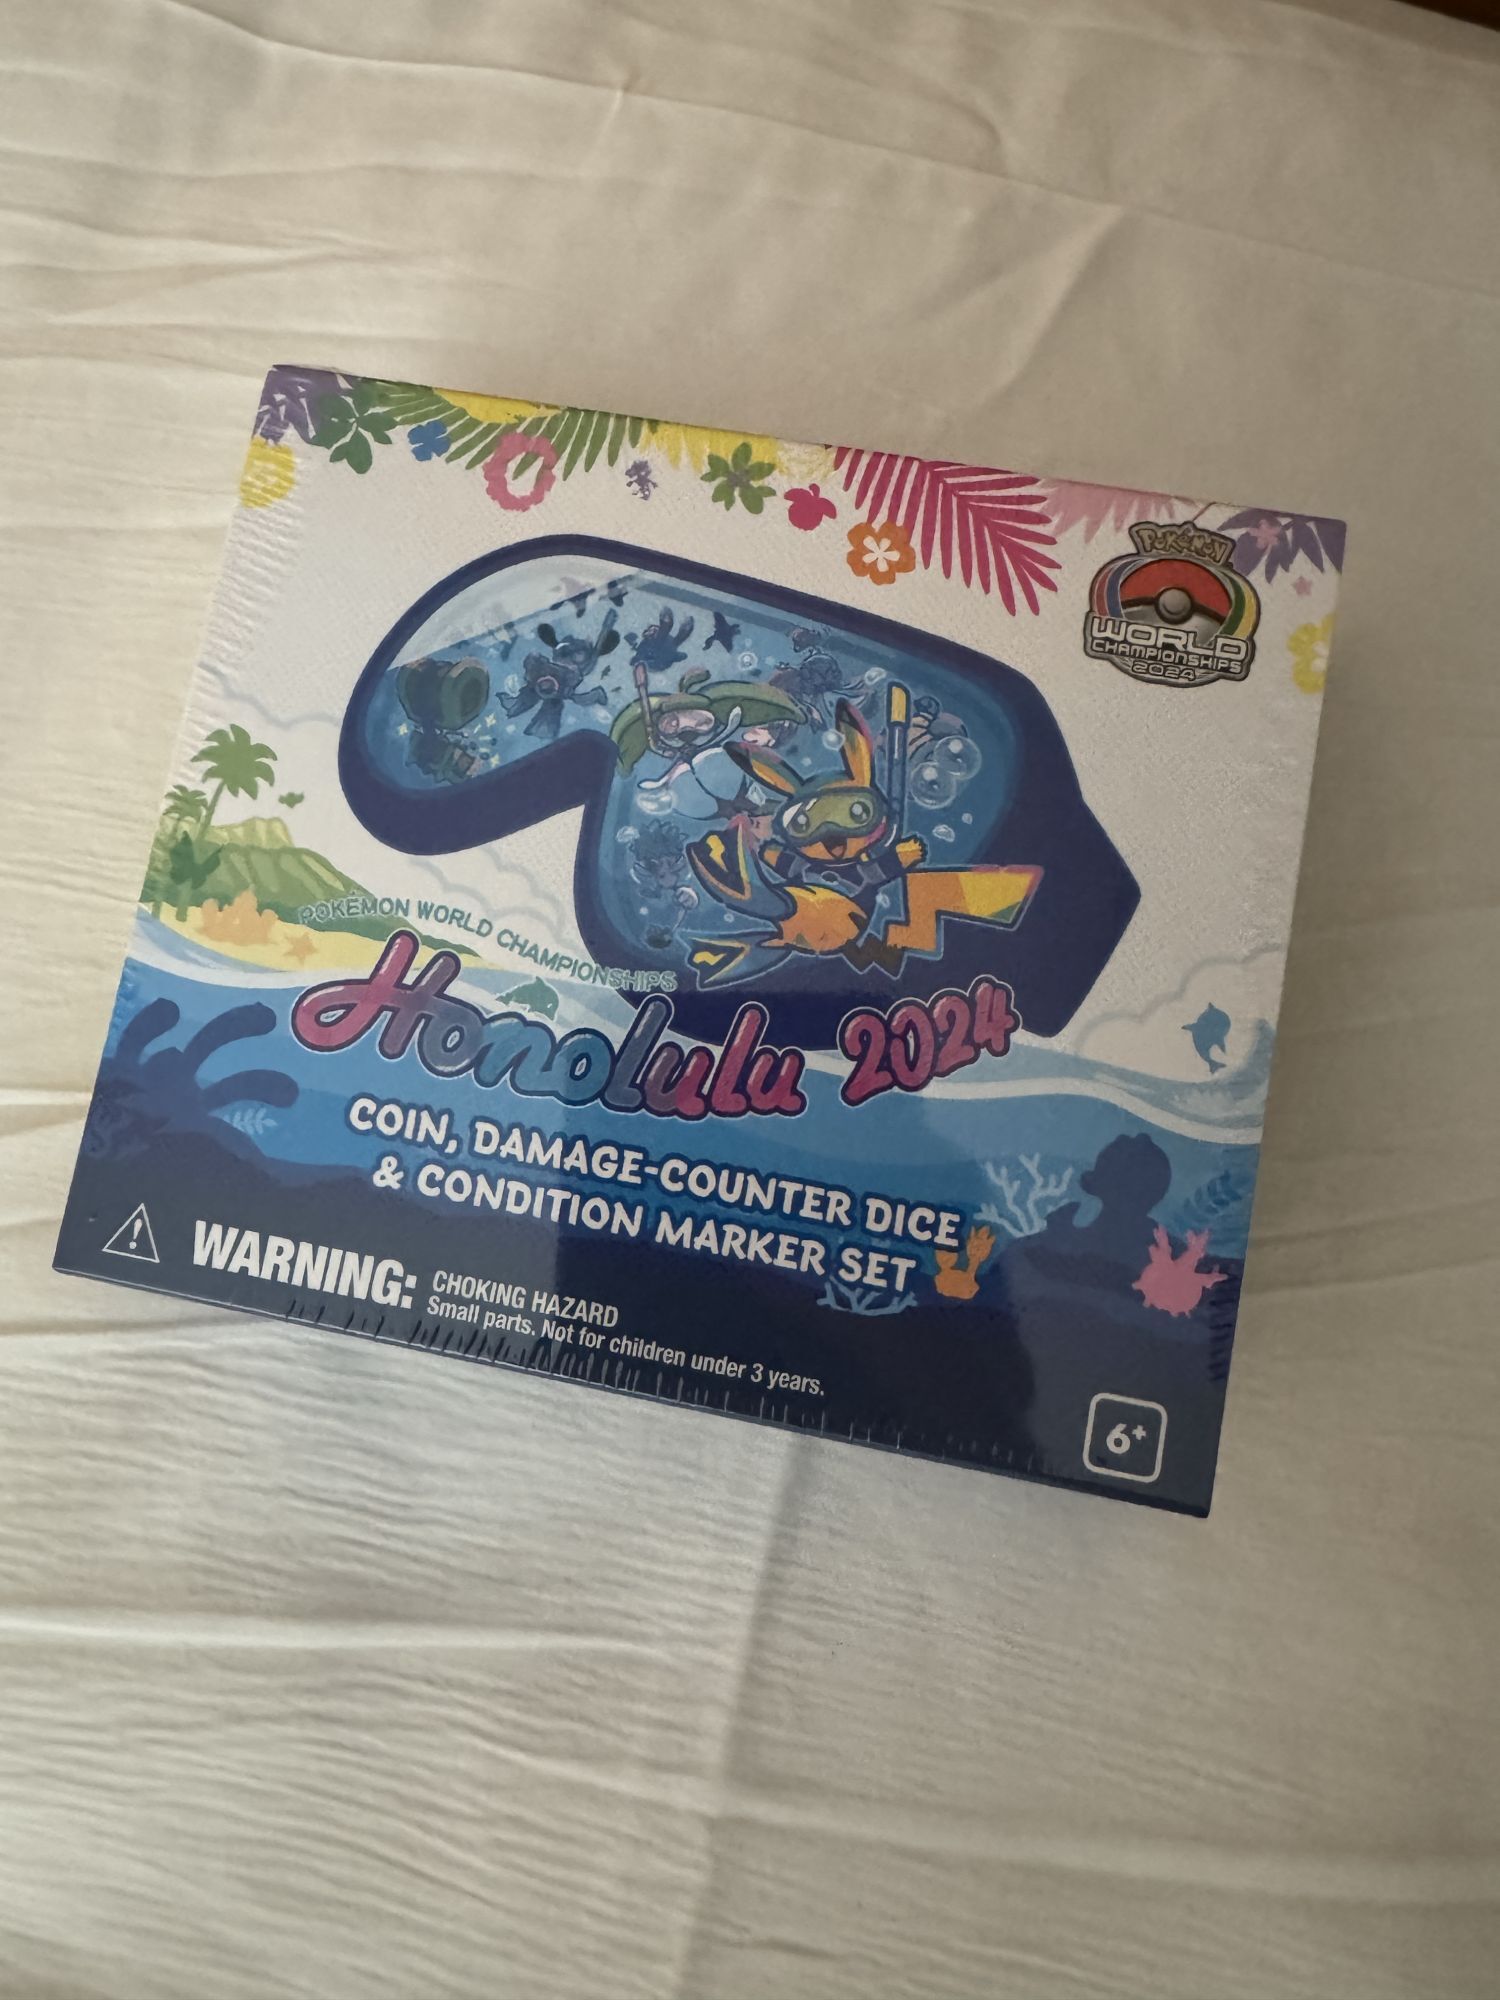 Pokémon
WORLD
CHAMPIONSHIPS
2024
POKÉMON WORLD CHAMPIONSHIPS
Honolulu 2024
COIN, DAMAGE-COUNTER DICE
& CONDITION MARKER SET
WARNING:
CHOKING HAZARD
Small parts. Not for children under 3 years.
6+